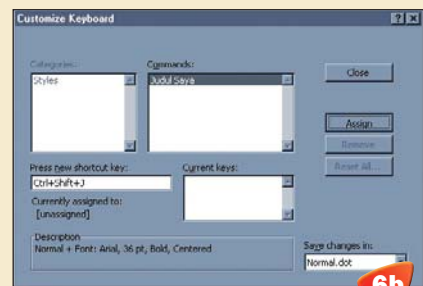 Customize Keyboard
Categories:
Commands:
Styles
Judul Saya
Close
Assign
Remove
Reset All...
Press new shortcut key:
Current keys:
Ctrl+Shift+J
Currently assigned to:
[unassigned]
Description
Normal + Font: Arial, 36 pt, Bold, Centered
Save changes in:
Normal.dot
6b